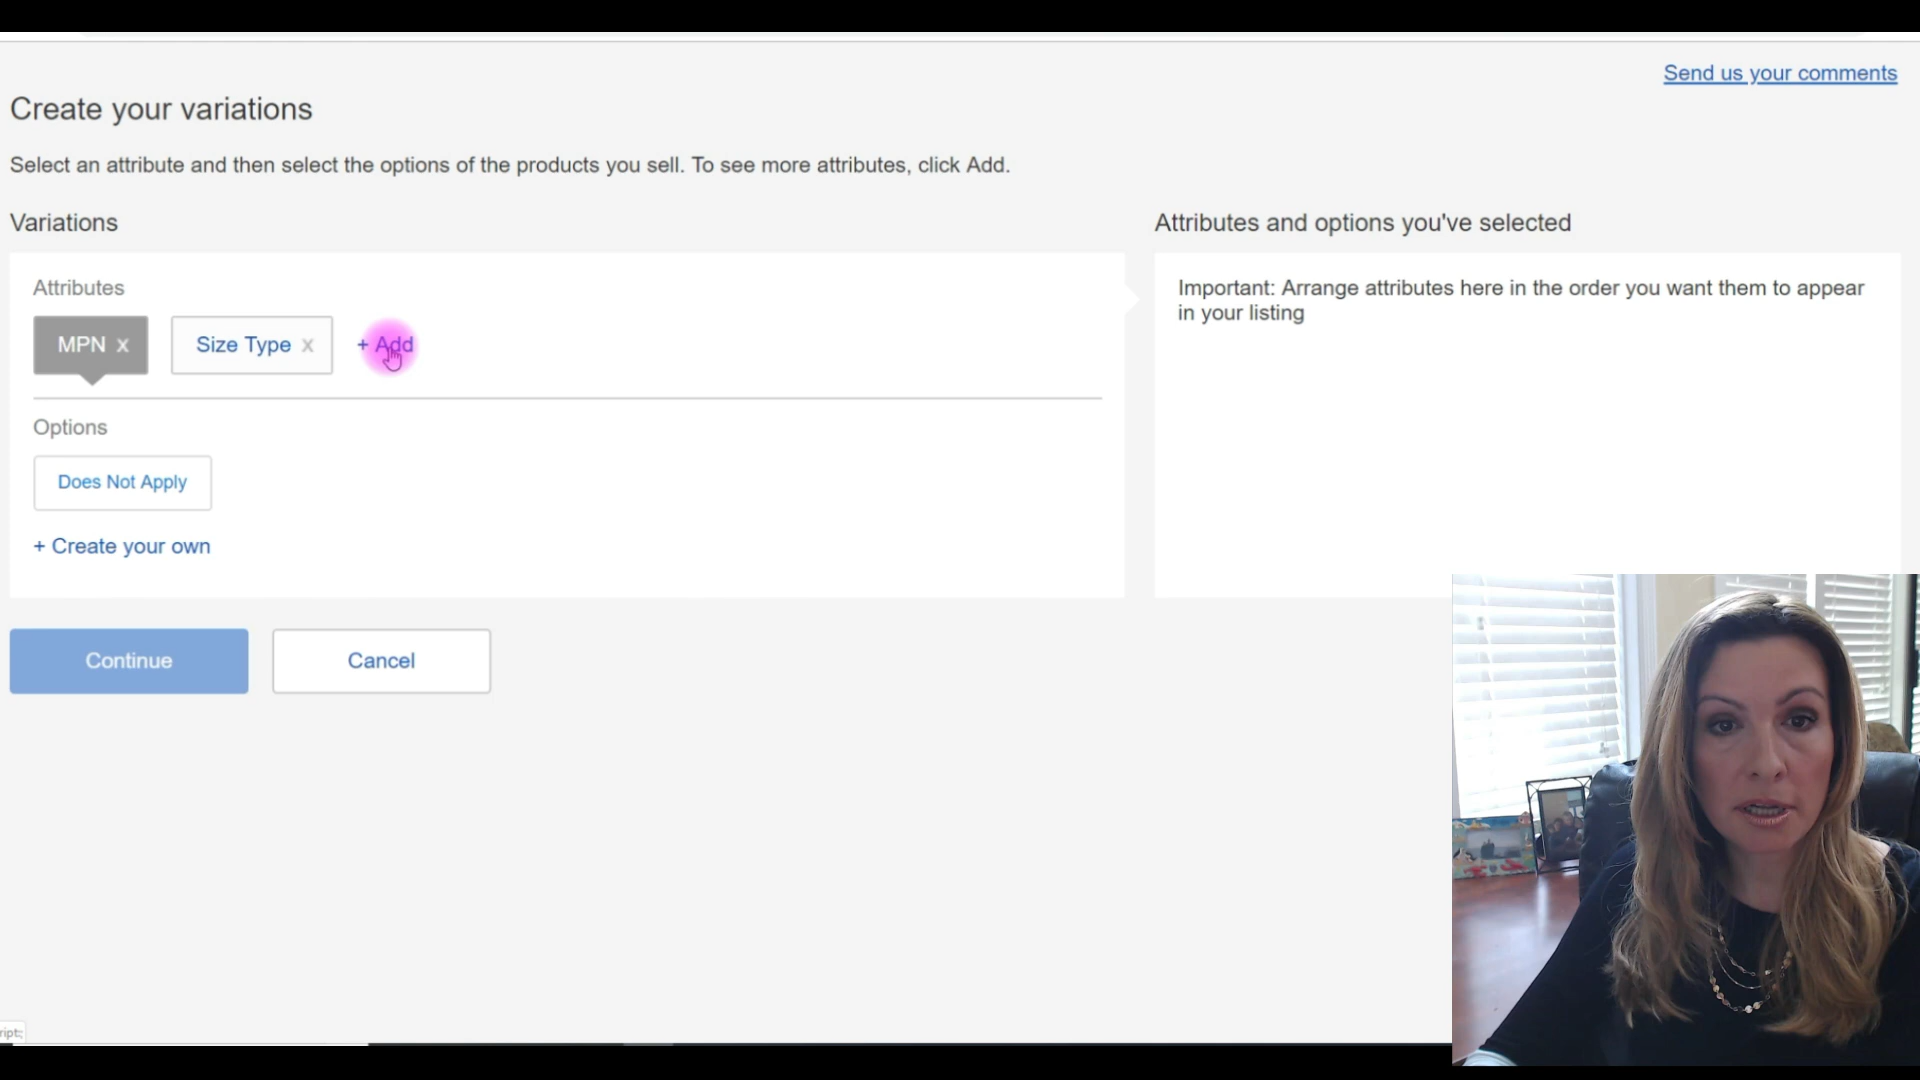 Send us your comments
Create your variations
Select an attribute and then select the options of the products you sell. To see more attributes, click Add.
Variations
Attributes and options you've selected
Attributes
MPN x
Size Type x
+ Add
Important: Arrange attributes here in the order you want them to appear
in your listing
Options
Does Not Apply
+ Create your own
Continue
Cancel
ript;